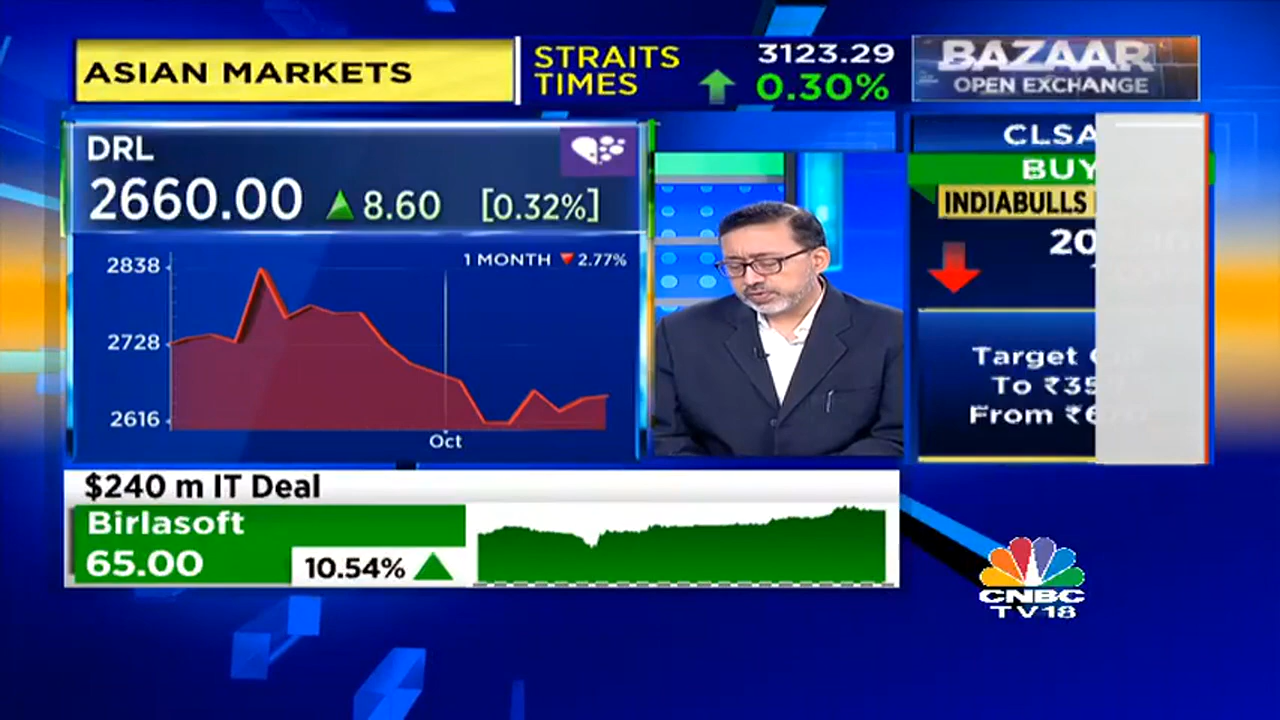 ASIAN MARKETS
STRAITS
TIMES
3123.29
0.30%
BAZAAR
OPEN EXCHANGE
DRL
2660.00
8.60
[0.32%]
1 MONTH 2.77%
2838
2728
2616
Oct
CLSA
BUY
INDIABULLS
Target
To
From
$240 m IT Deal
Birlasoft
65.00
10.54%
CNBC
TV18